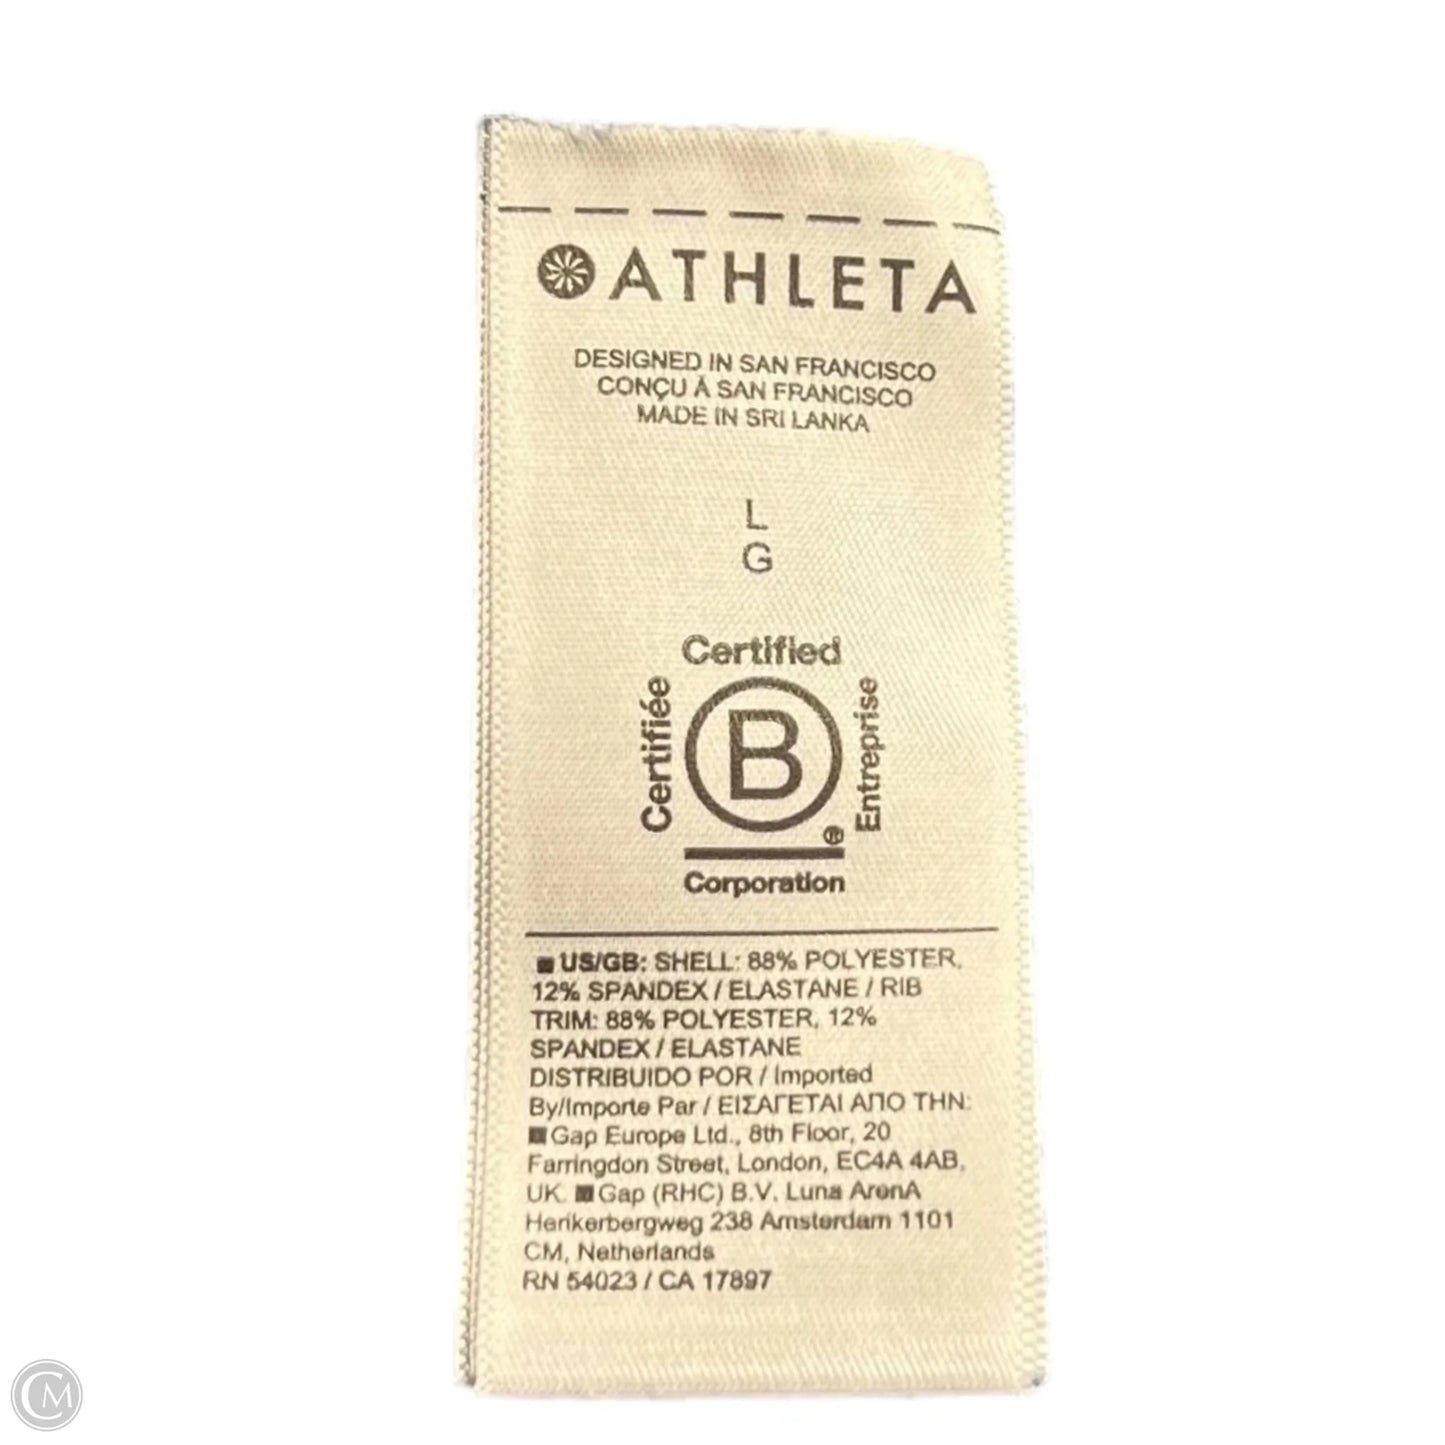 ATHLETA
DESIGNED IN SAN FRANCISCO
CONÇU À SAN FRANCISCO
MADE IN SRI LANKA
L
G
Certified
Certifiée
B
Entreprise
®
Corporation
US/GB: SHELL: 88% POLYESTER,
12% SPANDEX / ELASTANE / RIB
TRIM: 88% POLYESTER, 12%
SPANDEX / ELASTANE
DISTRIBUIDO POR / Imported
By/Importe Par / ΕΙΣΑΓΕΤΑΙ ΑΠΟ ΤΗΝ:
Gap Europe Ltd., 8th Floor, 20
Farringdon Street, London, EC4A 4AB,
UK. Gap (RHC) B.V. Luna ArenA
Herikerbergweg 238 Amsterdam 1101
CM, Netherlands
RN 54023 / CA 17897
CM